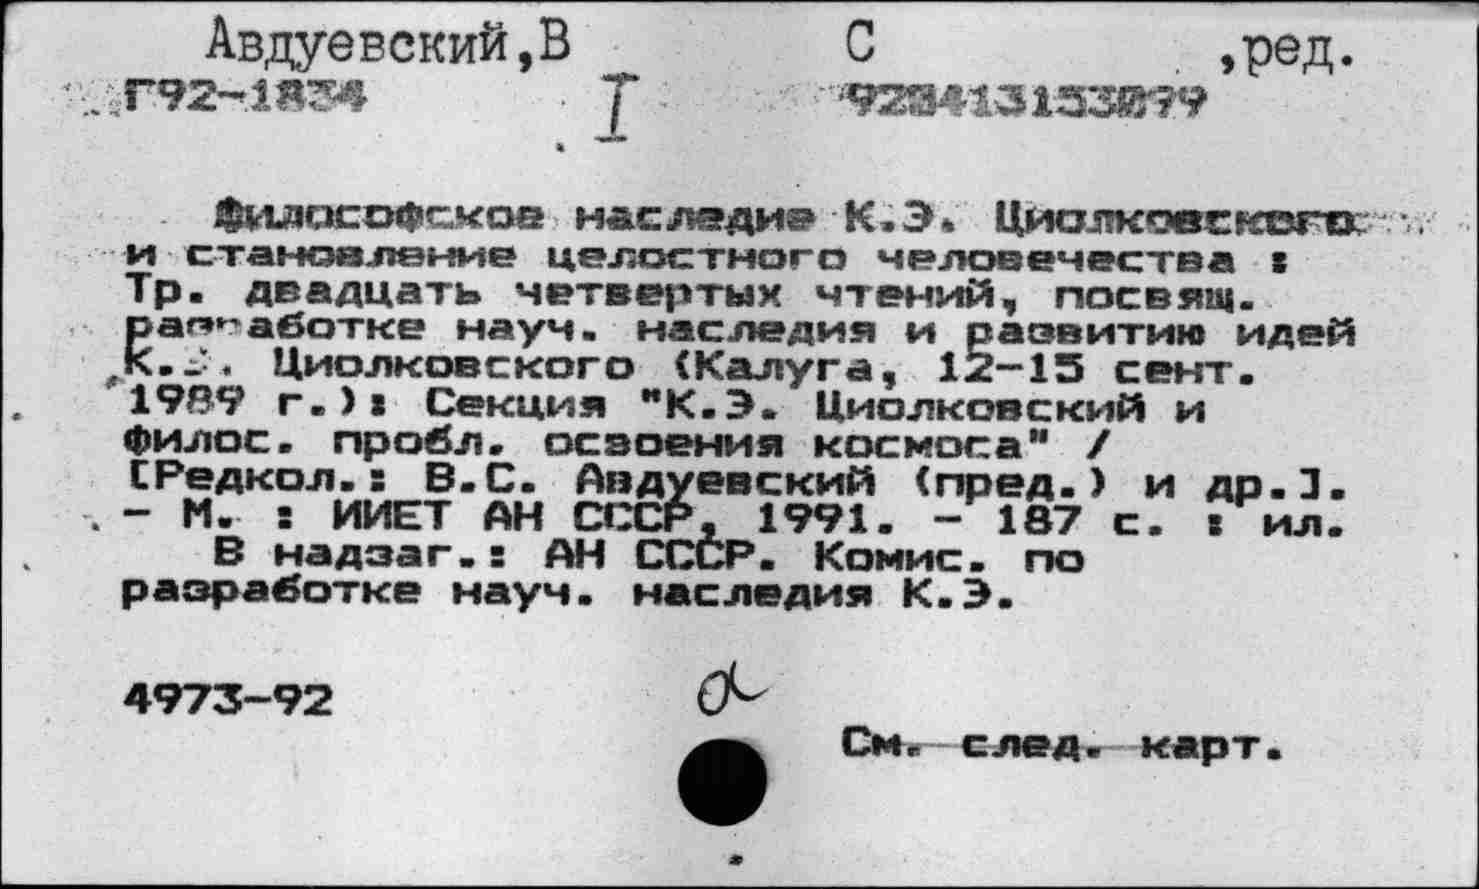 Авдуевский,В С ,ред.
Г92-1834 I 928413153099
Философское наследие К.Э. Циолковского
и становление целостного человечества :
Тр. двадцать четвертых чтений, посвящ.
разработке науч. наследия и развитию идей
К.Э. Циолковского (Калуга, 12-15 сент.
1989 г.): Секция "К.Э. Циолковский и
филос. пробл. освоения космоса" /
[Редкол.: В.С. Авдуевский (пред.) и др.].
- М. : ИИЕТ АН СССР, 1991. - 187 с. : ил.
В надзаг.: АН СССР. Комис. по
разработке науч. наследия К.Э.
4973-92
См. след. карт.